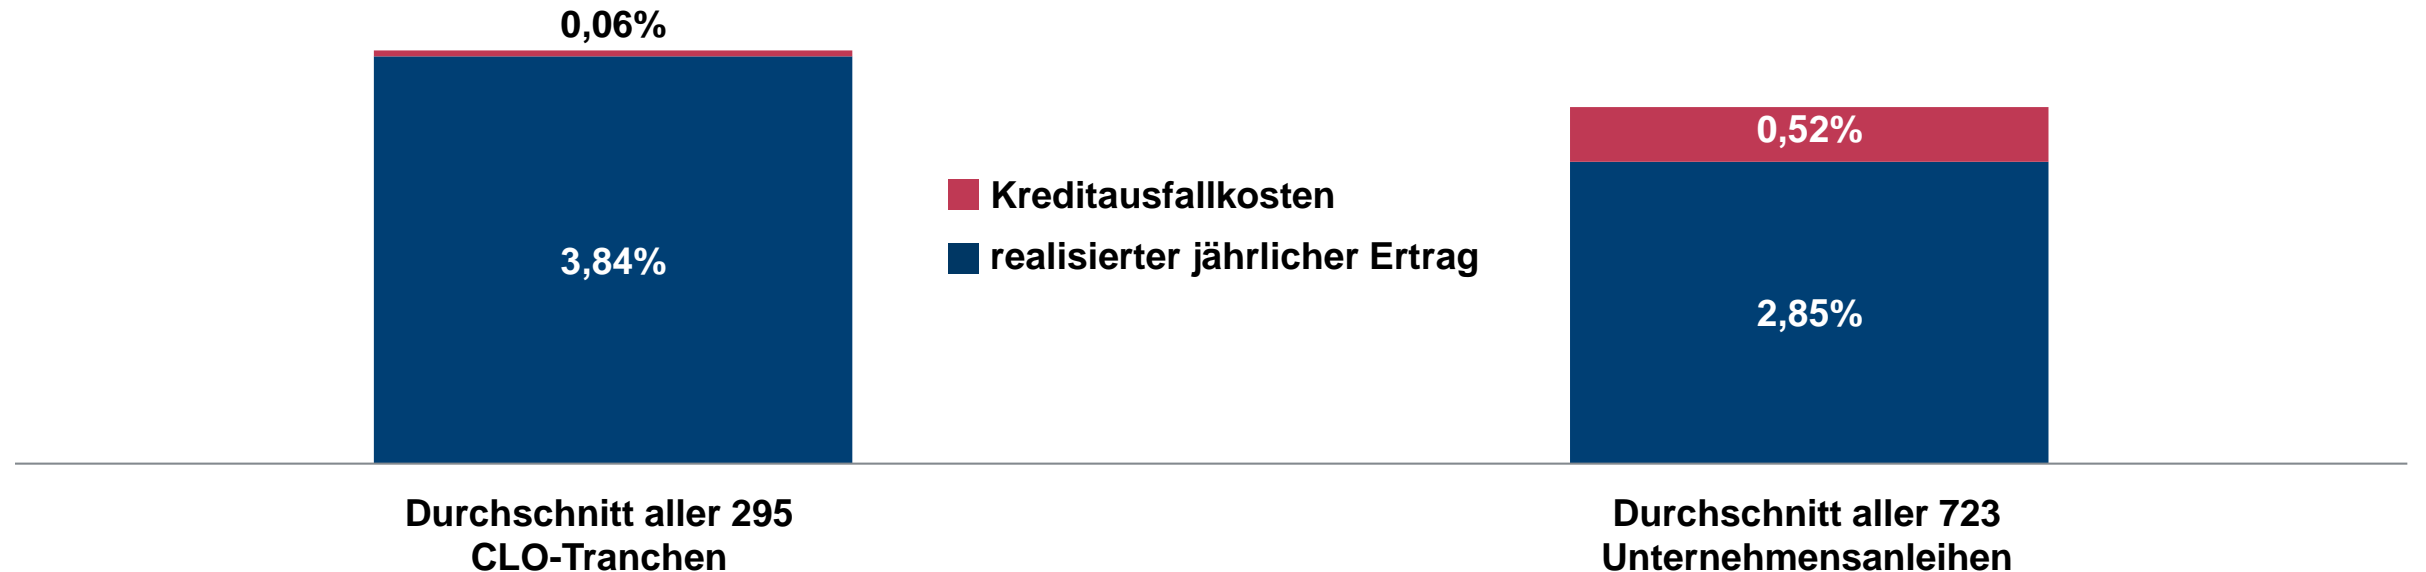 0,06%
3,84%
Kreditausfallkosten
realisierter jährlicher Ertrag
0,52%
2,85%
Durchschnitt aller 295
CLO-Tranchen
Durchschnitt aller 723
Unternehmensanleihen